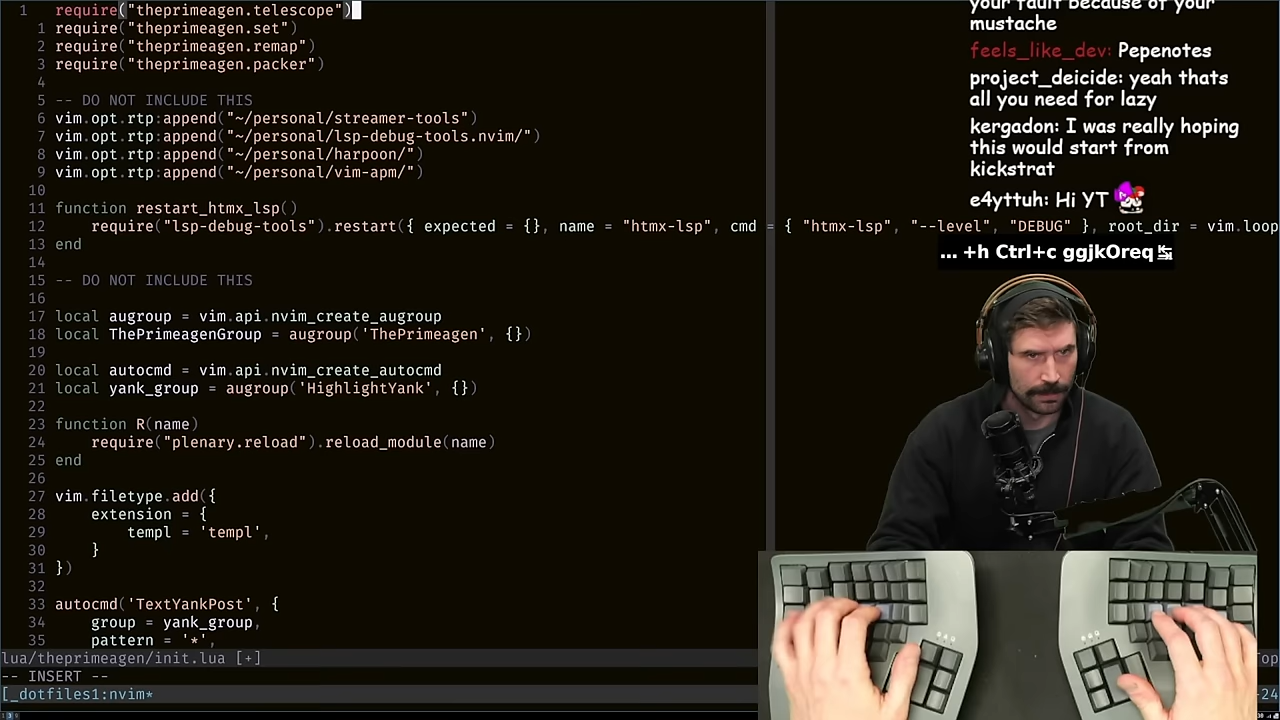 1 require("theprimeagen.telescope")
1 require("theprimeagen.set")
2 require("theprimeagen.remap")
3 require("theprimeagen.packer")
4
5 -- DO NOT INCLUDE THIS
6 vim.opt.rtp:append("~/personal/streamer-tools")
7 vim.opt.rtp:append("~/personal/lsp-debug-tools.nvim/")
8 vim.opt.rtp:append("~/personal/harpoon/")
9 vim.opt.rtp:append("~/personal/vim-apm/")
10
11 function restart_htmx_lsp()
12     require("lsp-debug-tools").restart({ expected = {}, name = "htmx-lsp", cmd = { "htmx-lsp", "--level", "DEBUG" }, root_dir = vim.loop
13 end
14
15 -- DO NOT INCLUDE THIS
16
17 local augroup = vim.api.nvim_create_augroup
18 local ThePrimeagenGroup = augroup('ThePrimeagen', {})
19
20 local autocmd = vim.api.nvim_create_autocmd
21 local yank_group = augroup('HighlightYank', {})
22
23 function R(name)
24     require("plenary.reload").reload_module(name)
25 end
26
27 vim.filetype.add({
28     extension = {
29         templ = 'templ',
30     }
31 })
32
33 autocmd('TextYankPost', {
34     group = yank_group,
35     pattern = '*',
lua/theprimeagen/init.lua [+]
-- INSERT --
[_dotfiles1:nvim*
your fault because of your
mustache
feels_like_dev: Pepenotes
project_deicide: yeah thats
all you need for lazy
kergadon: I was really hoping
this would start from
kickstrat
e4yttuh: Hi YT
... +h Ctrl+c ggjkOreq↹
Top
-24